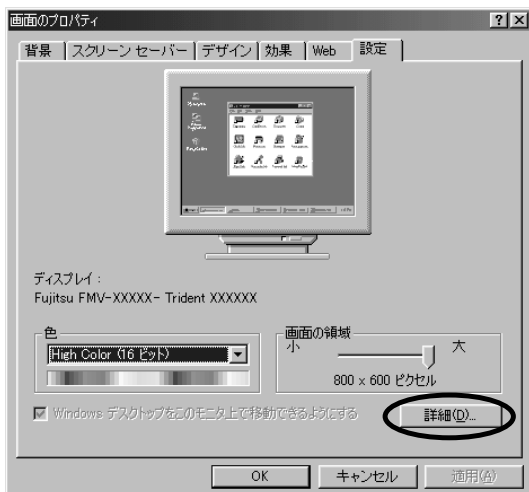 画面のプロパティ
背景 スクリーン セーバー デザイン 効果 Web 設定
ディスプレイ :
Fujitsu FMV-XXXXX- Trident XXXXXX
色
High Color (16 ビット)
画面の領域
小 大
800 x 600 ピクセル
Windows デスクトップをこのモニタ上で移動できるようにする
詳細(D)...
OK キャンセル 適用(A)